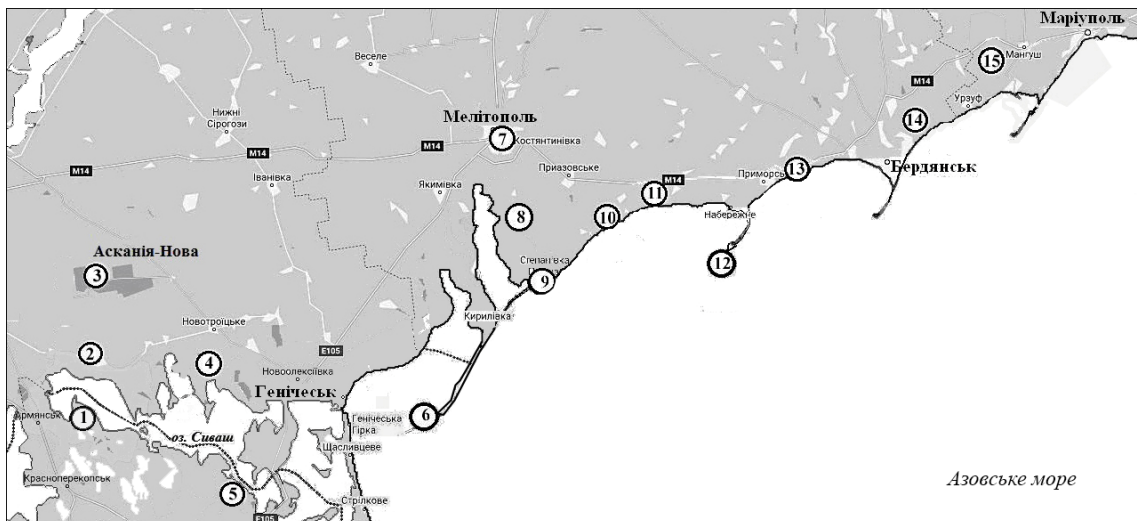 Маріуполь
Мангуш
15
M14
Веселе
Урзуф
14
Нижні
Сірогози
Мелітополь
7
Костянтинівка
M14
Бердянськ
13
Приморськ
M14
Приазовське
Якимівка
Іванівка
M14
11
10
8
Набережне
12
Асканія-Нова
3
Степанівка
9
Кирилівка
Новотроїцьке
E105
2
4
Новоолексіївка
Генічеськ
6
Генічеська
Гірка
1
Армянськ
оз. Сиваш
Щасливцеве
Красноперекопськ
5
Стрілкове
E105
Азовське море